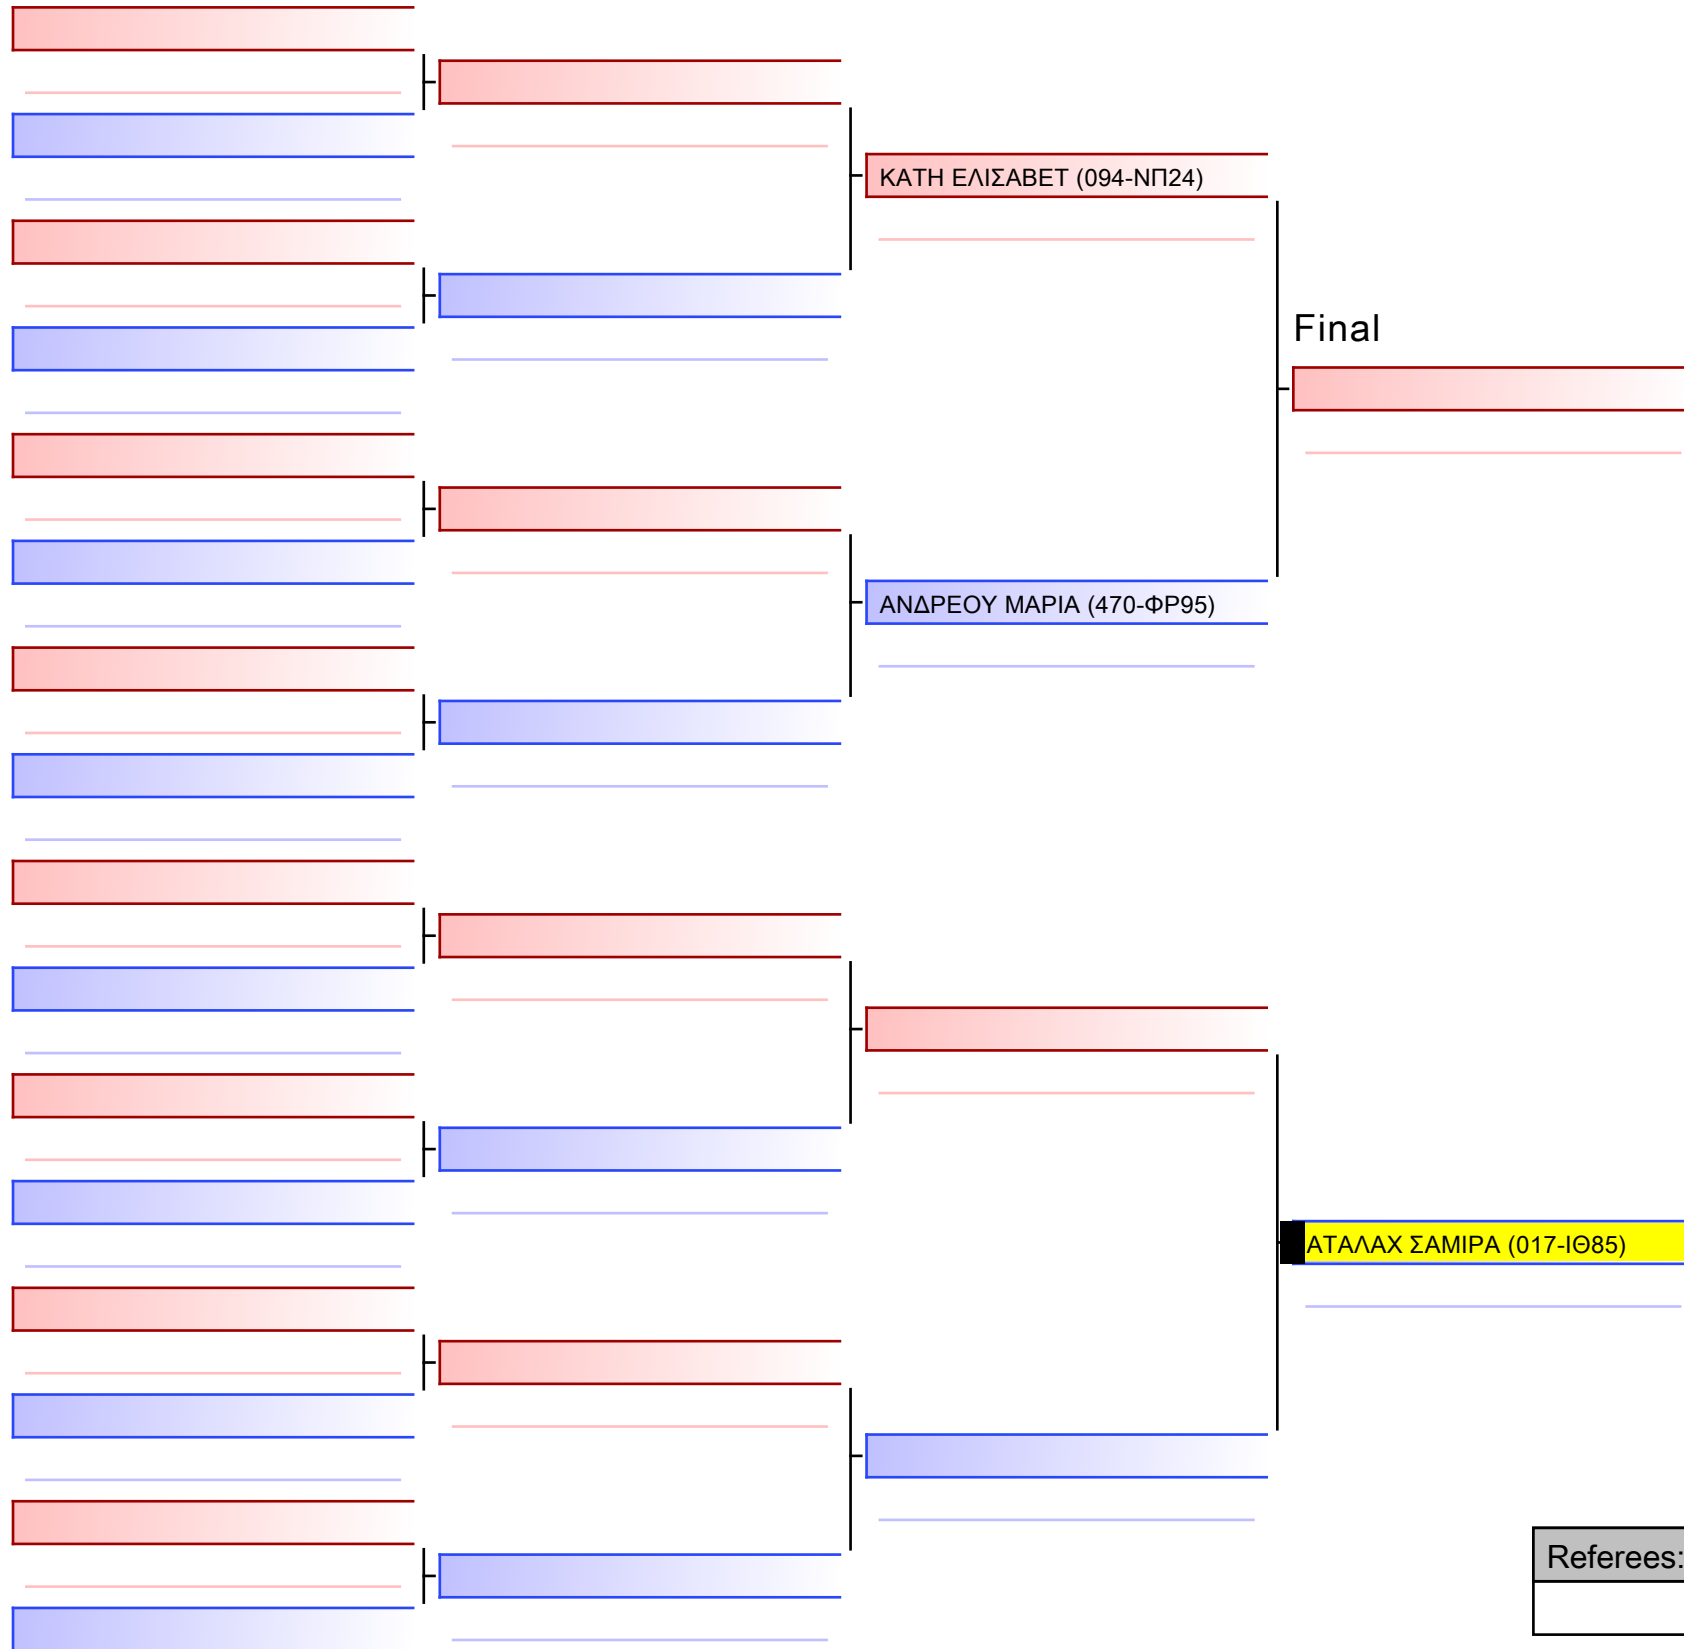 ΚΑΤΗ ΕΛΙΣΑΒΕΤ (094-ΝΠ24)
Final
ΑΝΔΡΕΟΥ ΜΑΡΙΑ (470-ΦΡ95)
ΑΤΑΛΑΧ ΣΑΜΙΡΑ (017-ΙΘ85)
Referees: